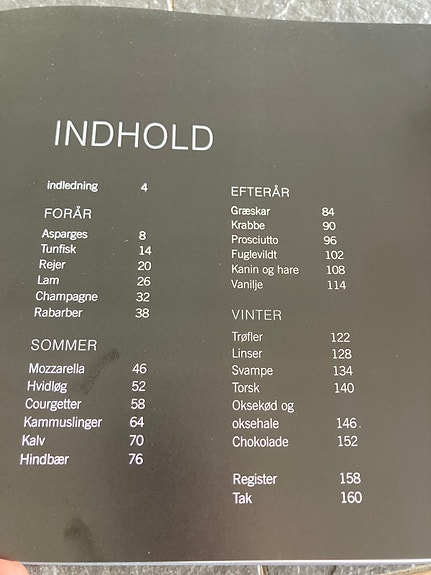 INDHOLD
indledning 4
FORÅR
Asparges 8
Tunfisk 14
Rejer 20
Lam 26
Champagne 32
Rabarber 38
SOMMER
Mozzarella 46
Hvidløg 52
Courgetter 58
Kammuslinger 64
Kalv 70
Hindbær 76
EFTERÅR
Græskar 84
Krabbe 90
Prosciutto 96
Fuglevildt 102
Kanin og hare 108
Vanilje 114
VINTER
Trøfler 122
Linser 128
Svampe 134
Torsk 140
Oksekød og
oksehale 146
Chokolade 152
Register 158
Tak 160